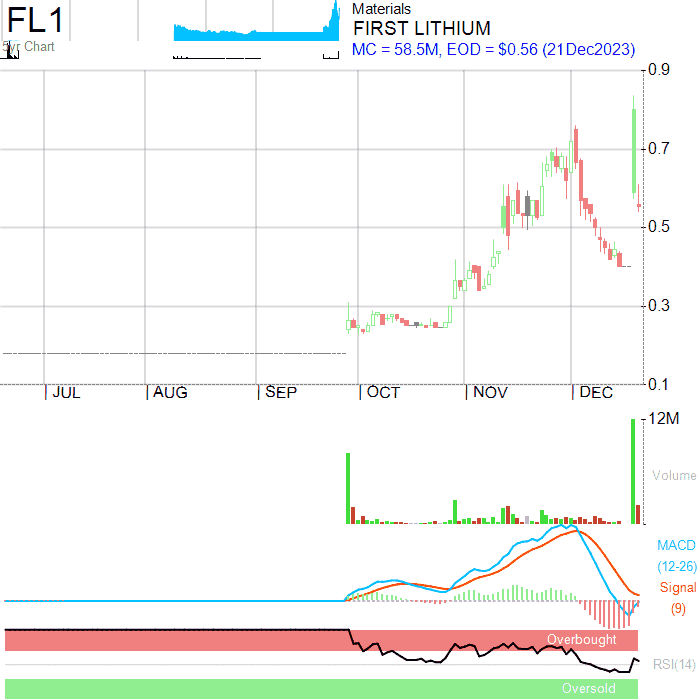 FL1
5yr Chart
Materials
FIRST LITHIUM
MC = 58.5M, EOD = $0.56 (21Dec2023)
0.9
0.7
0.5
0.3
0.1
JUL AUG SEP OCT NOV DEC
12M
Volume
MACD
(12-26)
Signal
(9)
Overbought
RSI(14)
Oversold